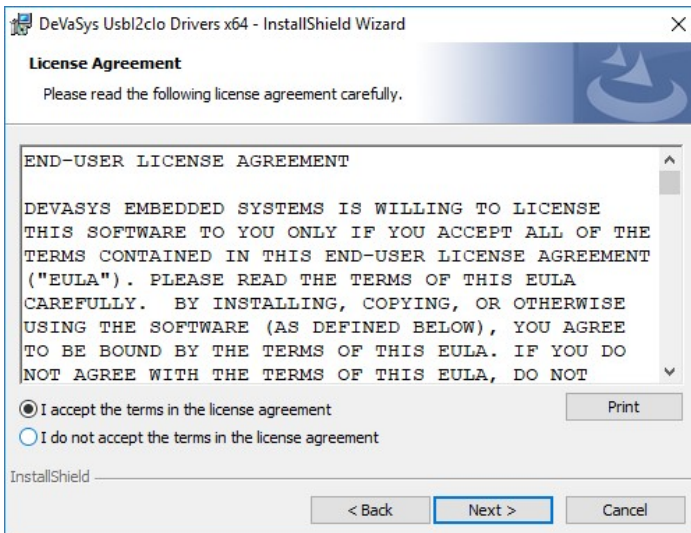 DeVaSys UsbI2cIo Drivers x64 - InstallShield Wizard
License Agreement
Please read the following license agreement carefully.
END-USER LICENSE AGREEMENT
DEVASYS EMBEDDED SYSTEMS IS WILLING TO LICENSE
THIS SOFTWARE TO YOU ONLY IF YOU ACCEPT ALL OF THE
TERMS CONTAINED IN THIS END-USER LICENSE AGREEMENT
("EULA"). PLEASE READ THE TERMS OF THIS EULA
CAREFULLY.  BY INSTALLING, COPYING, OR OTHERWISE
USING THE SOFTWARE (AS DEFINED BELOW), YOU AGREE
TO BE BOUND BY THE TERMS OF THIS EULA. IF YOU DO
NOT AGREE WITH THE TERMS OF THIS EULA, DO NOT
I accept the terms in the license agreement
Print
I do not accept the terms in the license agreement
InstallShield
< Back
Next >
Cancel